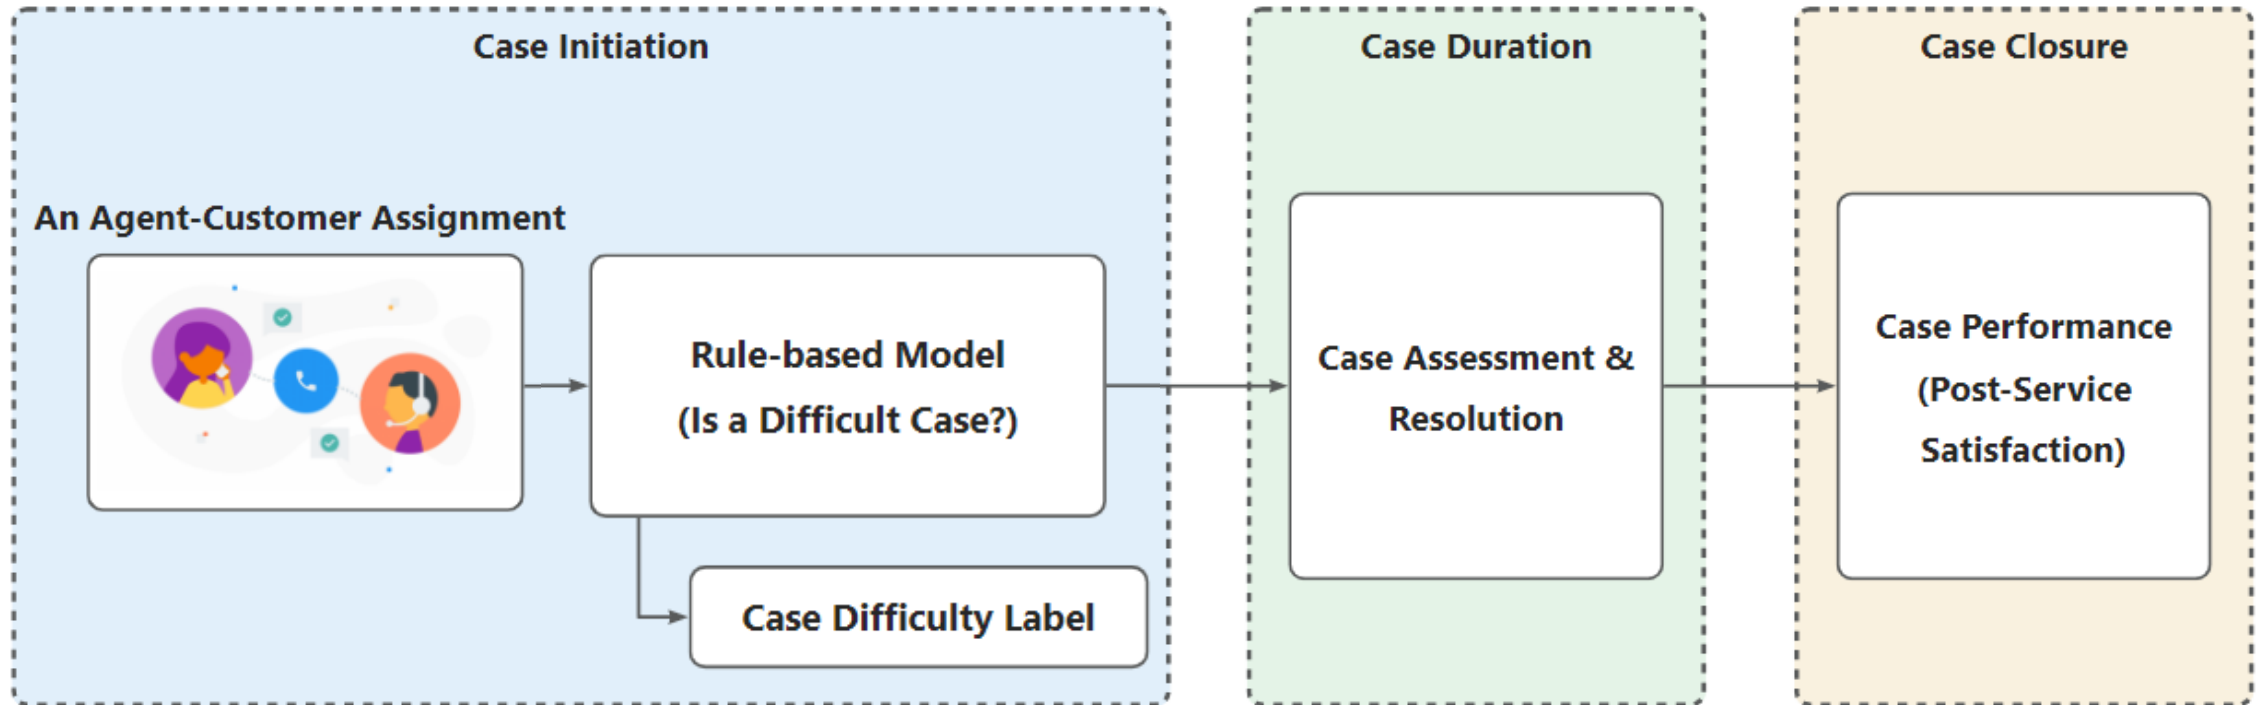 Case Initiation
An Agent-Customer Assignment
Rule-based Model
(Is a Difficult Case?)
Case Difficulty Label
Case Duration
Case Assessment &
Resolution
Case Closure
Case Performance
(Post-Service
Satisfaction)